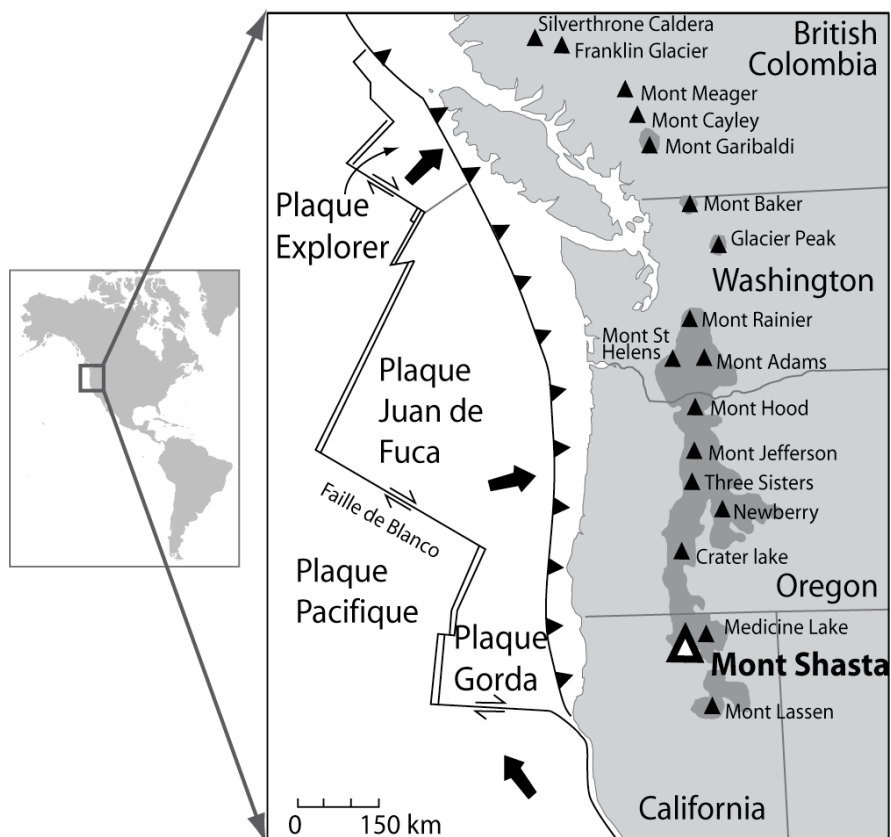 Silverthrone Caldera
Franklin Glacier
British
Colombia
Mont Meager
Mont Cayley
Mont Garibaldi
Plaque
Explorer
Mont Baker
Glacier Peak
Washington
Mont Rainier
Mont St
Helens
Mont Adams
Plaque
Juan de
Fuca
Mont Hood
Mont Jefferson
Three Sisters
Newberry
Faille de Blanco
Crater lake
Plaque
Pacifique
Oregon
Plaque
Gorda
Medicine Lake
Mont Shasta
Mont Lassen
California
0 150 km